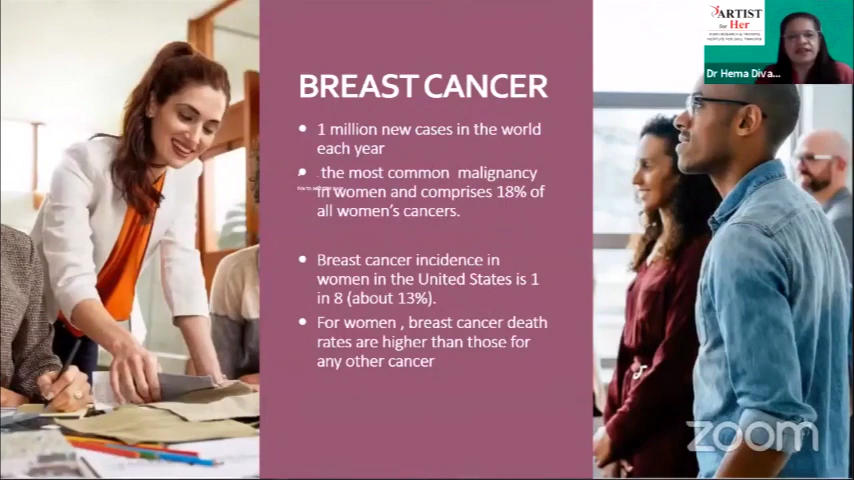 BREAST CANCER
• 1 million new cases in the world
each year
• the most common malignancy
in women and comprises 18% of
all women's cancers.
• Breast cancer incidence in
women in the United States is 1
in 8 (about 13%).
• For women , breast cancer death
rates are higher than those for
any other cancer
ARTIST
for Her
Dr Hema Diva...
zoom